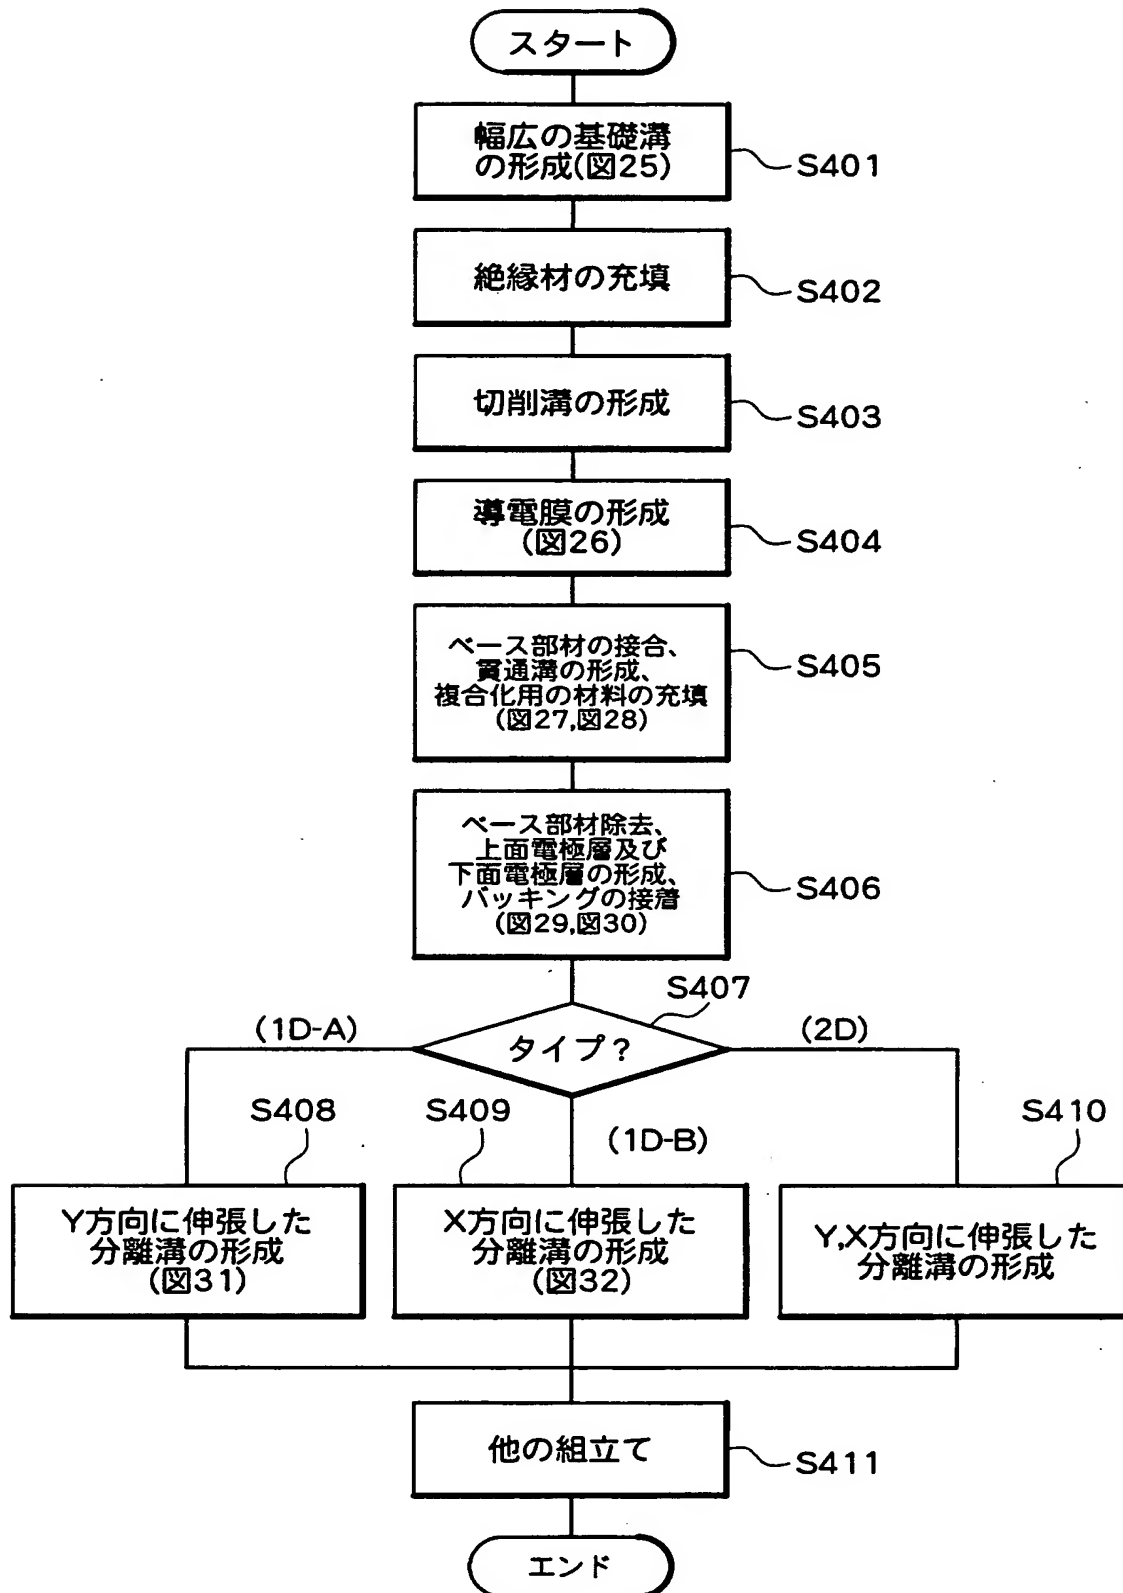 スタート
幅広の基礎溝
の形成(図25)
S401
絶縁材の充填
S402
切削溝の形成
S403
導電膜の形成
(図26)
S404
ベース部材の接合、
貫通溝の形成、
複合化用の材料の充填
(図27,図28)
S405
ベース部材除去、
上面電極層及び
下面電極層の形成、
バッキングの接着
(図29,図30)
S406
S407
タイプ？
(1D-A)
(2D)
(1D-B)
S408
Y方向に伸張した
分離溝の形成
(図31)
S409
X方向に伸張した
分離溝の形成
(図32)
S410
Y,X方向に伸張した
分離溝の形成
他の組立て
S411
エンド